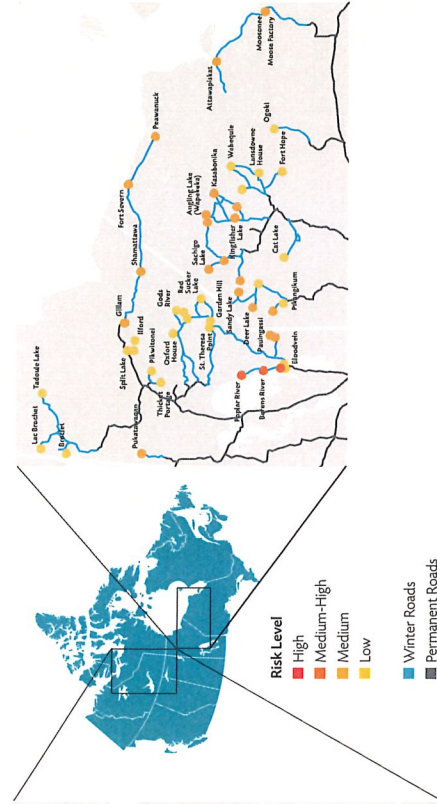 Lac Brochet
Tadoule Lake
Brochet
Pukatawagan
Split Lake
Gillam
Ilford
Pikwitonei
Thicket
Portage
Shamattawa
Fort Severn
Peawanuck
Oxford
House
Gods
River
Red
Sucker
Lake
St. Theresa
Point
Garden Hill
Sachigo
Lake
Angling Lake
(Wapekeka)
Kasabonika
Kingfisher
Lake
Webequie
Lansdowne
House
Fort Hope
Ogoki
Attawapiskat
Moosonee
Moose Factory
Sandy Lake
Deer Lake
Pauingassi
Poplar River
Berens River
Bloodvein
Pikangikum
Cat Lake
Risk Level
High
Medium-High
Medium
Low
Winter Roads
Permanent Roads